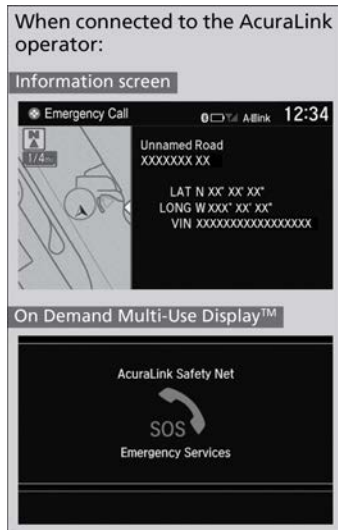 When connected to the AcuraLink
operator:
Information screen
Emergency Call
12:34
N
1/4
Unnamed Road
XXXXXXX XX
LAT N XX° XX' XX"
LONG W XXX° XX' XX"
VIN XXXXXXXXXXXXXXXXX
On Demand Multi-Use Display™
AcuraLink Safety Net
SOS
Emergency Services